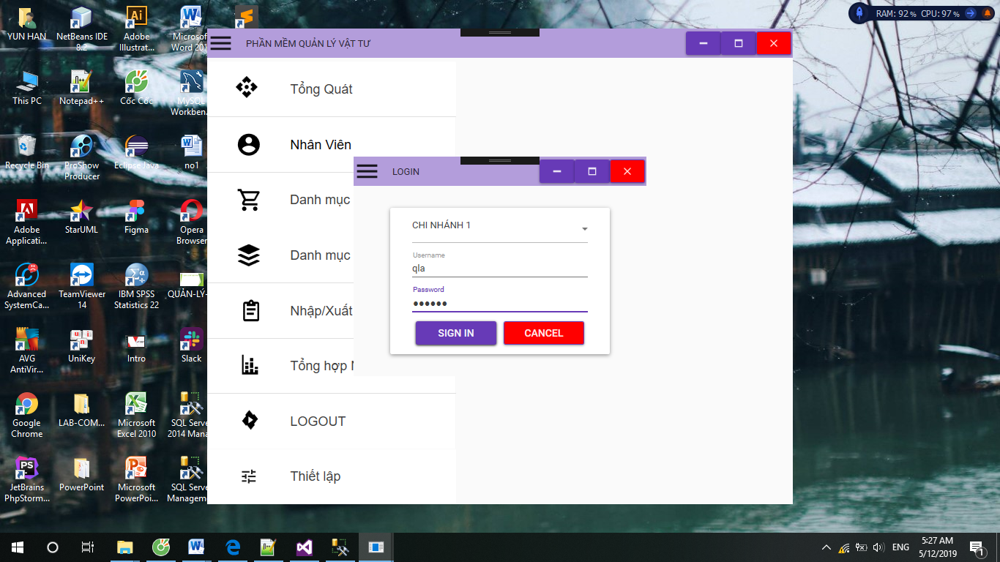 RAM: 92 % CPU: 97 %
YUN HAN
NetBeans IDE
8.2
Adobe
Illustrat...
Microsof
Word 201
This PC
Notepad++
Cốc Cốc
MySQL
Workben.
Recycle Bin
ProShow
Producer
Eclipse Java
no1
Adobe
Applicati...
StarUML
Figma
Opera
Browser
Advanced
SystemCa...
TeamViewer
14
IBM SPSS
Statistics 22
QUẢN-LÝ-
AVG
AntiVir...
UniKey
Intro
Slack
Google
Chrome
LAB-COM...
Microsoft
Excel 2010
SQL Serve
2014 Mana
JetBrains
PhpStorm...
PowerPoint
Microsoft
PowerPoi...
SQL Serve
Managem
PHẦN MỀM QUẢN LÝ VẬT TƯ
Tổng Quát
Nhân Viên
Danh mục
Danh mục
Nhập/Xuất
Tổng hợp N
LOGOUT
Thiết lập
LOGIN
CHI NHÁNH 1
Username
qla
Password
●●●●●●
SIGN IN CANCEL
ENG
5:27 AM
5/12/2019
1